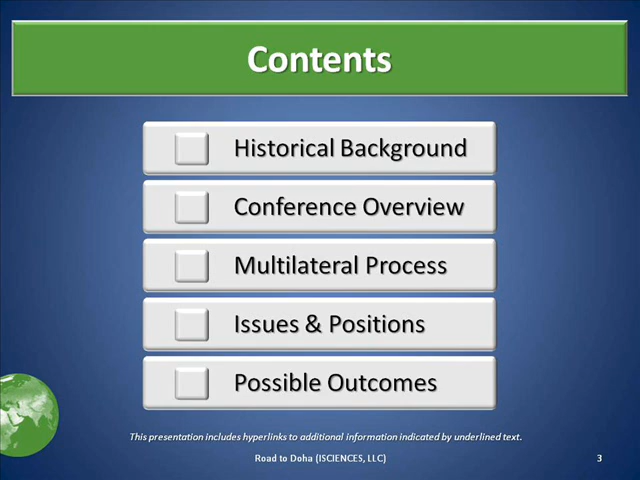 Contents
Historical Background
Conference Overview
Multilateral Process
Issues & Positions
Possible Outcomes
This presentation includes hyperlinks to additional information indicated by underlined text.
Road to Doha (ISCIENCES, LLC)
3